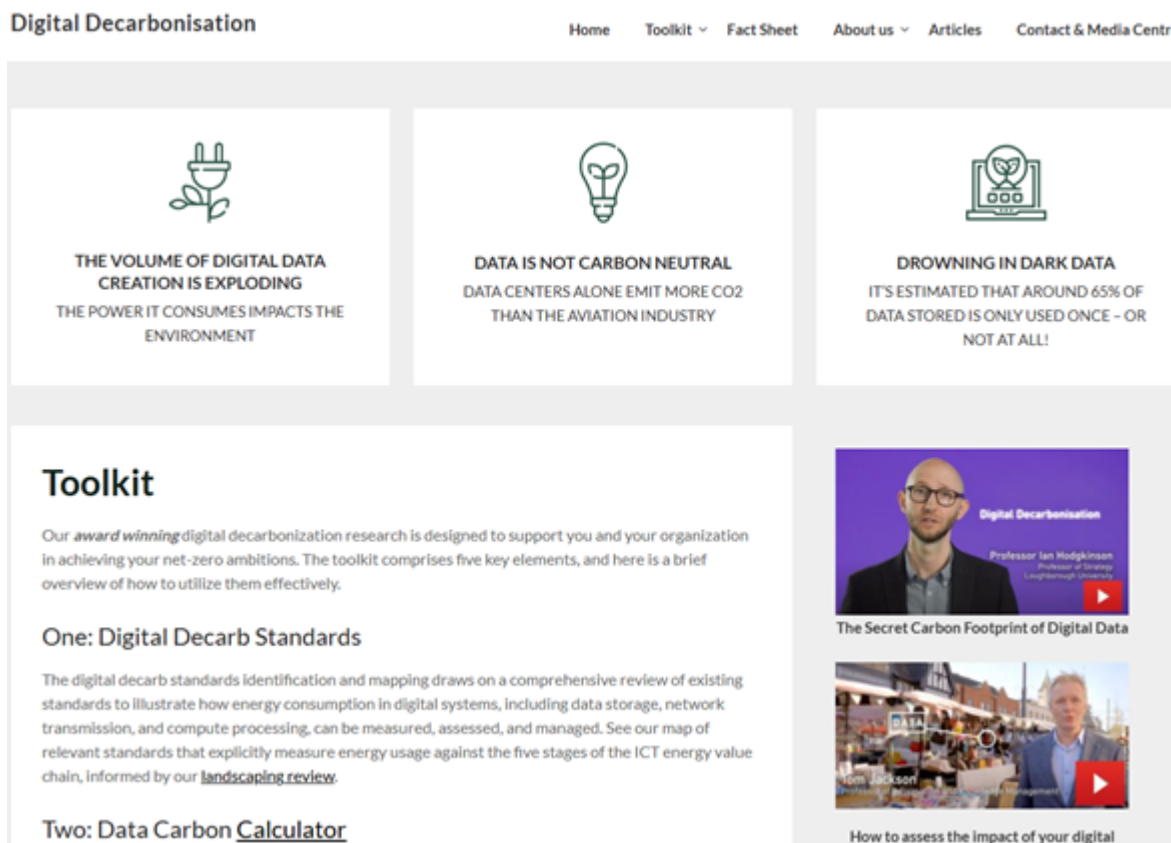 Digital Decarbonisation
Home Toolkit Fact Sheet About us Articles Contact & Media Centr
THE VOLUME OF DIGITAL DATA
CREATION IS EXPLODING
THE POWER IT CONSUMES IMPACTS THE
ENVIRONMENT
DATA IS NOT CARBON NEUTRAL
DATA CENTERS ALONE EMIT MORE CO2
THAN THE AVIATION INDUSTRY
DROWNING IN DARK DATA
IT'S ESTIMATED THAT AROUND 65% OF
DATA STORED IS ONLY USED ONCE – OR
NOT AT ALL!
Toolkit
Our award winning digital decarbonization research is designed to support you and your organization
in achieving your net-zero ambitions. The toolkit comprises five key elements, and here is a brief
overview of how to utilize them effectively.
One: Digital Decarb Standards
The digital decarb standards identification and mapping draws on a comprehensive review of existing
standards to illustrate how energy consumption in digital systems, including data storage, network
transmission, and compute processing, can be measured, assessed, and managed. See our map of
relevant standards that explicitly measure energy usage against the five stages of the ICT energy value
chain, informed by our landscaping review.
Two: Data Carbon Calculator
Digital Decarbonisation
Professor Ian Hodgkinson
Professor of Strategy
Loughborough University
The Secret Carbon Footprint of Digital Data
DATA
Tom Jackson
Professor of Management
How to assess the impact of your digital